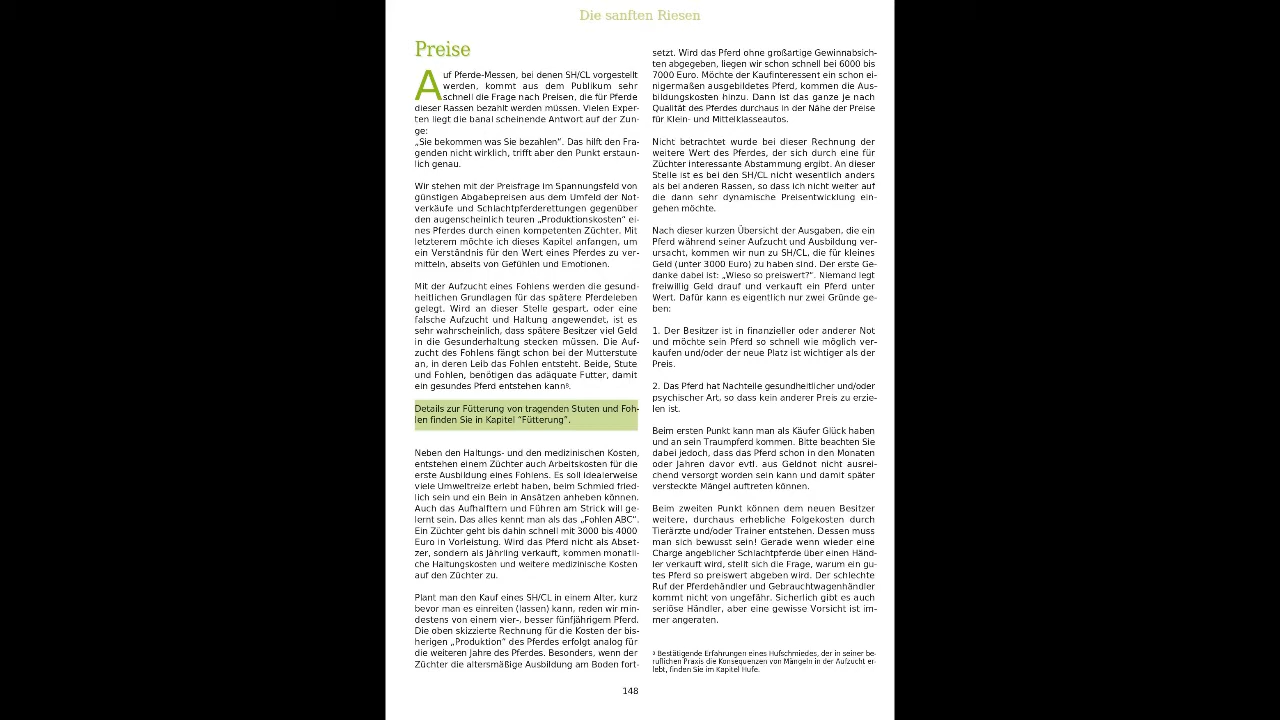 Die sanften Riesen
Preise
Auf Pferde-Messen, bei denen SH/CL vorgestellt
werden, kommt aus dem Publikum sehr
schnell die Frage nach Preisen, die für Pferde
dieser Rassen bezahlt werden müssen. Vielen Exper-
ten liegt die banal scheinende Antwort auf der Zun-
ge:
„Sie bekommen was Sie bezahlen“. Das hilft den Fra-
genden nicht wirklich, trifft aber den Punkt erstaun-
lich genau.
Wir stehen mit der Preisfrage im Spannungsfeld von
günstigen Abgabepreisen aus dem Umfeld der Not-
verkäufe und Schlachtpferderettungen gegenüber
den augenscheinlich teuren „Produktionskosten“ ei-
nes Pferdes durch einen kompetenten Züchter. Mit
letzterem möchte ich dieses Kapitel anfangen, um
ein Verständnis für den Wert eines Pferdes zu ver-
mitteln, abseits von Gefühlen und Emotionen.
Mit der Aufzucht eines Fohlens werden die gesund-
heitlichen Grundlagen für das spätere Pferdeleben
gelegt. Wird an dieser Stelle gespart, oder eine
falsche Aufzucht und Haltung angewendet, ist es
sehr wahrscheinlich, dass spätere Besitzer viel Geld
in die Gesunderhaltung stecken müssen. Die Auf-
zucht des Fohlens fängt schon bei der Mutterstute
an, in deren Leib das Fohlen entsteht. Beide, Stute
und Fohlen, benötigen das adäquate Futter, damit
ein gesundes Pferd entstehen kann⁹.
Details zur Fütterung von tragenden Stuten und Foh-
len finden Sie in Kapitel “Fütterung”.
Neben den Haltungs- und den medizinischen Kosten,
entstehen einem Züchter auch Arbeitskosten für die
erste Ausbildung eines Fohlens. Es soll idealerweise
viele Umweltreize erlebt haben, beim Schmied fried-
lich sein und ein Bein in Ansätzen anheben können.
Auch das Aufhalftern und Führen am Strick will ge-
lernt sein. Das alles kennt man als das „Fohlen ABC“.
Ein Züchter geht bis dahin schnell mit 3000 bis 4000
Euro in Vorleistung. Wird das Pferd nicht als Abset-
zer, sondern als Jährling verkauft, kommen monatli-
che Haltungskosten und weitere medizinische Kosten
auf den Züchter zu.
Plant man den Kauf eines SH/CL in einem Alter, kurz
bevor man es einreiten (lassen) kann, reden wir min-
destens von einem vier-, besser fünfjährigem Pferd.
Die oben skizzierte Rechnung für die Kosten der bis-
herigen „Produktion“ des Pferdes erfolgt analog für
die weiteren Jahre des Pferdes. Besonders, wenn der
Züchter die altersmäßige Ausbildung am Boden fort-
setzt. Wird das Pferd ohne großartige Gewinnabsich-
ten abgegeben, liegen wir schon schnell bei 6000 bis
7000 Euro. Möchte der Kaufinteressent ein schon ei-
nigermaßen ausgebildetes Pferd, kommen die Aus-
bildungskosten hinzu. Dann ist das ganze je nach
Qualität des Pferdes durchaus in der Nähe der Preise
für Klein- und Mittelklasseautos.
Nicht betrachtet wurde bei dieser Rechnung der
weitere Wert des Pferdes, der sich durch eine für
Züchter interessante Abstammung ergibt. An dieser
Stelle ist es bei den SH/CL nicht wesentlich anders
als bei anderen Rassen, so dass ich nicht weiter auf
die dann sehr dynamische Preisentwicklung ein-
gehen möchte.
Nach dieser kurzen Übersicht der Ausgaben, die ein
Pferd während seiner Aufzucht und Ausbildung ver-
ursacht, kommen wir nun zu SH/CL, die für kleines
Geld (unter 3000 Euro) zu haben sind. Der erste Ge-
danke dabei ist: „Wieso so preiswert?“. Niemand legt
freiwillig Geld drauf und verkauft ein Pferd unter
Wert. Dafür kann es eigentlich nur zwei Gründe ge-
ben:
1. Der Besitzer ist in finanzieller oder anderer Not
und möchte sein Pferd so schnell wie möglich ver-
kaufen und/oder der neue Platz ist wichtiger als der
Preis.
2. Das Pferd hat Nachteile gesundheitlicher und/oder
psychischer Art, so dass kein anderer Preis zu erzie-
len ist.
Beim ersten Punkt kann man als Käufer Glück haben
und an sein Traumpferd kommen. Bitte beachten Sie
dabei jedoch, dass das Pferd schon in den Monaten
oder Jahren davor evtl. aus Geldnot nicht ausrei-
chend versorgt worden sein kann und damit später
versteckte Mängel auftreten können.
Beim zweiten Punkt können dem neuen Besitzer
weitere, durchaus erhebliche Folgekosten durch
Tierärzte und/oder Trainer entstehen. Dessen muss
man sich bewusst sein! Gerade wenn wieder eine
Charge angeblicher Schlachtpferde über einen Händ-
ler verkauft wird, stellt sich die Frage, warum ein gu-
tes Pferd so preiswert abgeben wird. Der schlechte
Ruf der Pferdehändler und Gebrauchtwagenhändler
kommt nicht von ungefähr. Sicherlich gibt es auch
seriöse Händler, aber eine gewisse Vorsicht ist im-
mer angeraten.
⁹ Bestätigende Erfahrungen eines Hufschmiedes, der in seiner be-
ruflichen Praxis die Konsequenzen von Mängeln in der Aufzucht er-
lebt, finden Sie im Kapitel Hufe.
148